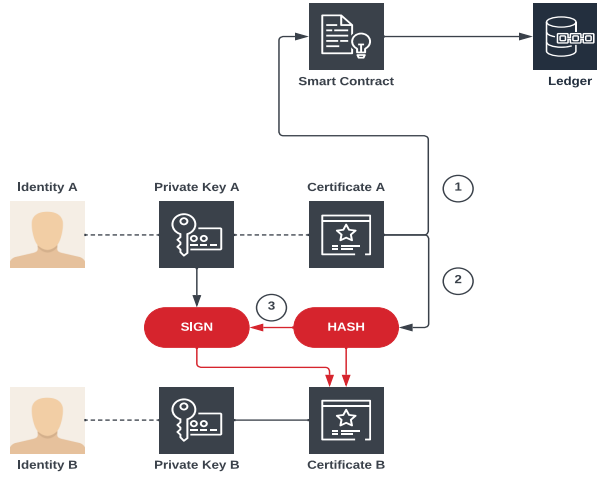 Smart Contract
Ledger
Identity A
Private Key A
Certificate A
1
2
3
SIGN
HASH
Identity B
Private Key B
Certificate B